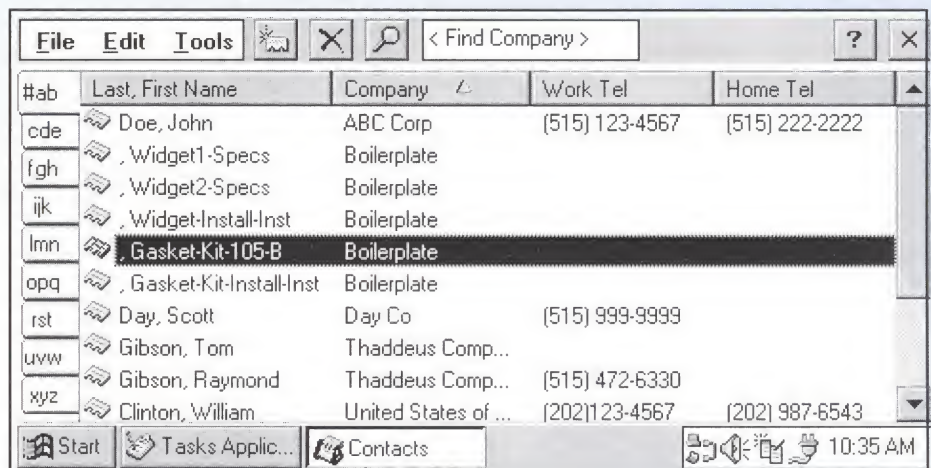 File Edit Tools < Find Company > ? ×
#ab Last, First Name Company Work Tel Home Tel
cde Doe, John ABC Corp (515) 123-4567 (515) 222-2222
, Widget1-Specs Boilerplate
fgh , Widget2-Specs Boilerplate
ijk , Widget-Install-Inst Boilerplate
lmn , Gasket-Kit-105-B Boilerplate
opq , Gasket-Kit-Install-Inst Boilerplate
rst Day, Scott Day Co (515) 999-9999
uvw Gibson, Tom Thaddeus Comp...
Gibson, Raymond Thaddeus Comp... (515) 472-6330
xyz Clinton, William United States of ... (202)123-4567 (202) 987-6543
Start Tasks Applic... Contacts 10:35 AM